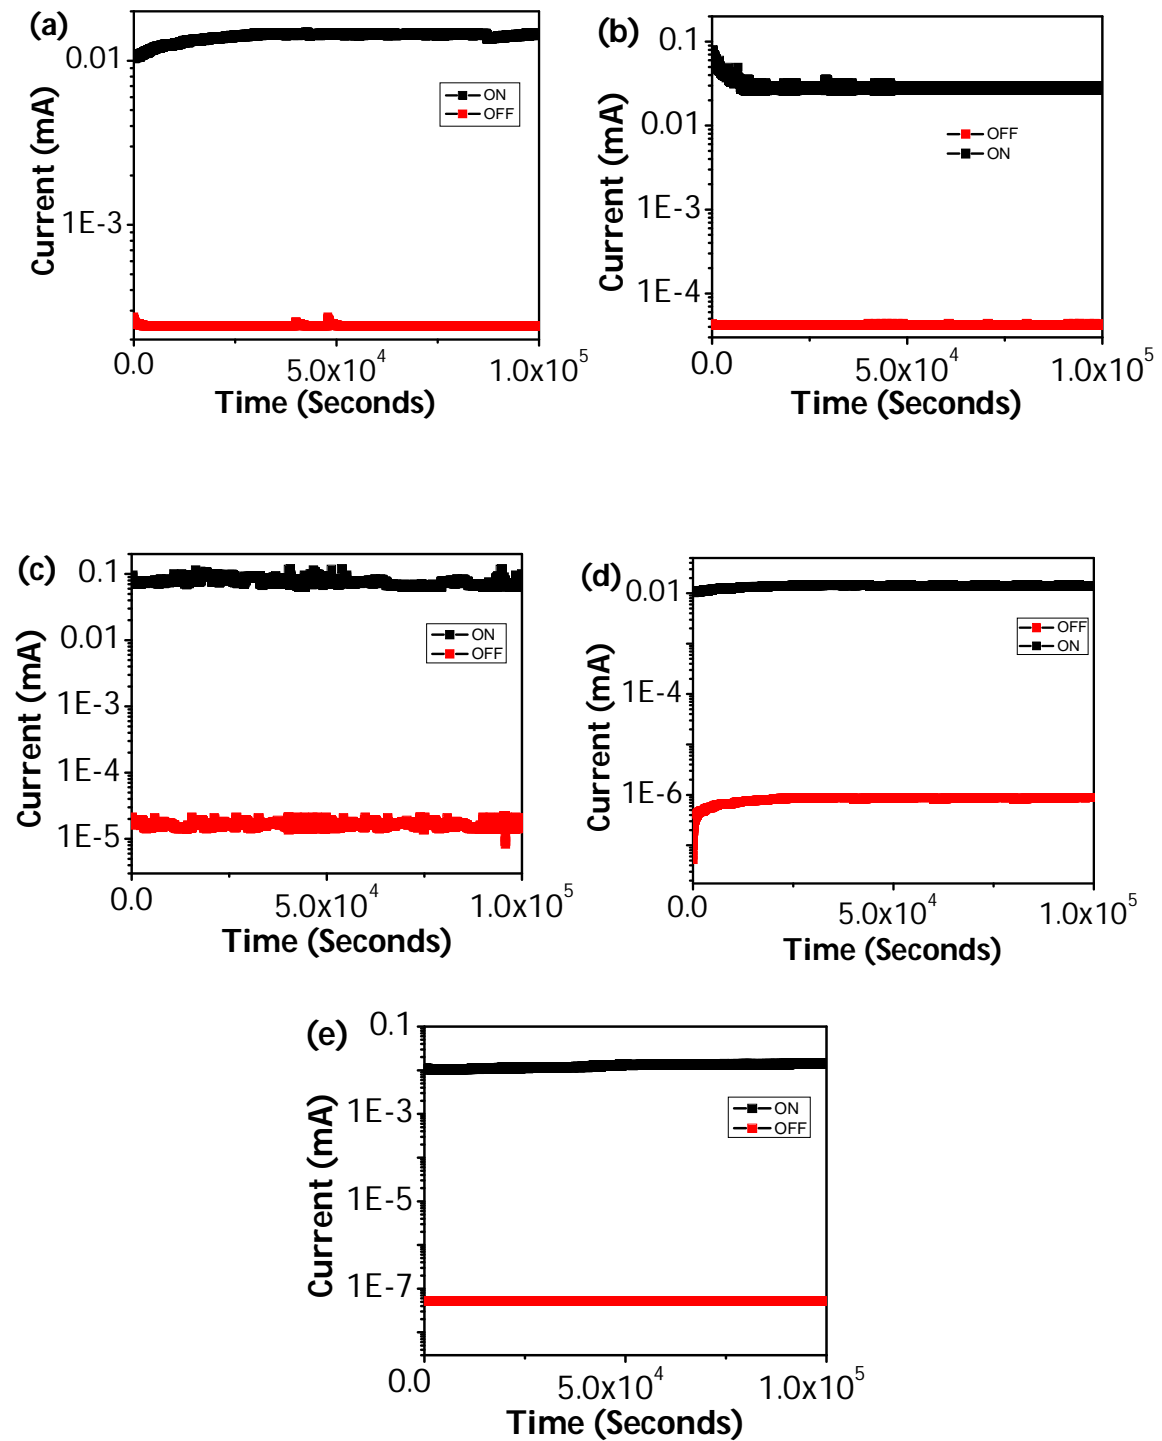 (a)
0.01
1E-3
Current (mA)
ON
OFF
0.0
5.0x10^4
1.0x10^5
Time (Seconds)
(b)
0.1
0.01
1E-3
1E-4
Current (mA)
OFF
ON
0.0
5.0x10^4
1.0x10^5
Time (Seconds)
(c)
0.1
0.01
1E-3
1E-4
1E-5
Current (mA)
ON
OFF
0.0
5.0x10^4
1.0x10^5
Time (Seconds)
(d)
0.01
1E-4
1E-6
Current (mA)
OFF
ON
0.0
5.0x10^4
1.0x10^5
Time (Seconds)
(e)
0.1
1E-3
1E-5
1E-7
Current (mA)
ON
OFF
0.0
5.0x10^4
1.0x10^5
Time (Seconds)